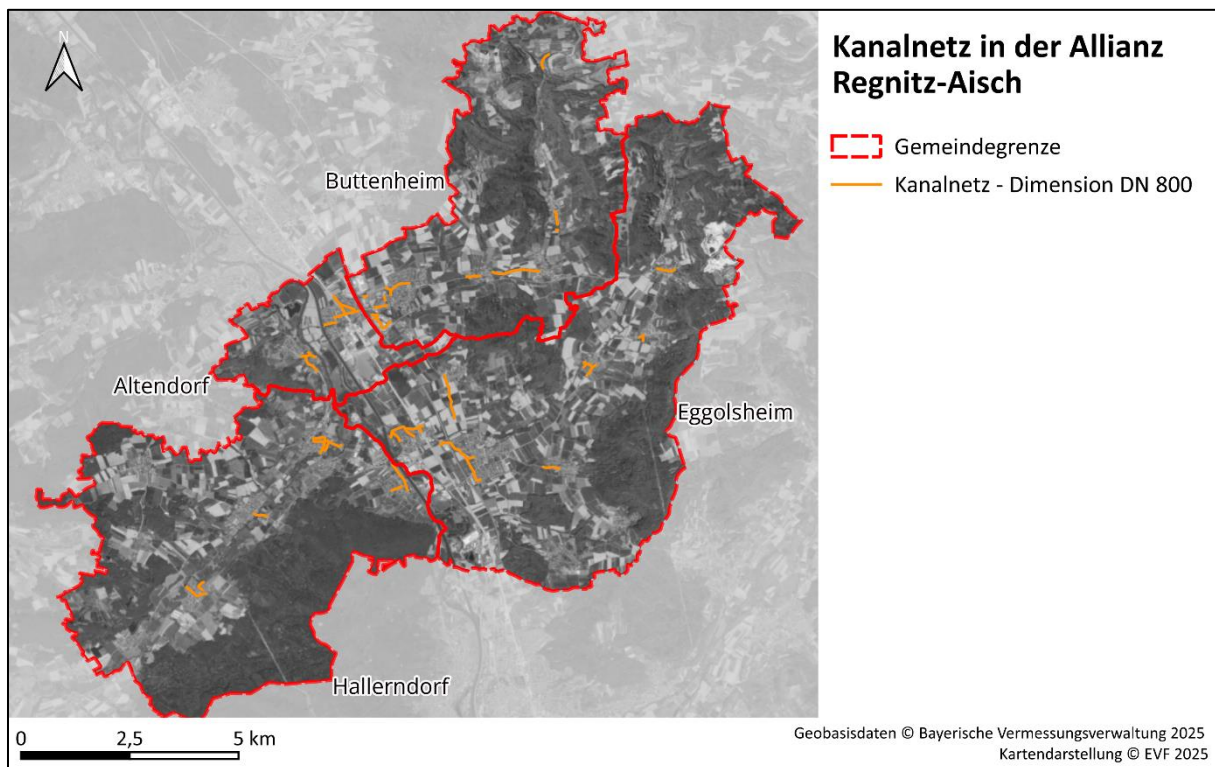 Kanalnetz in der Allianz
Regnitz-Aisch
Gemeindegrenze
Kanalnetz - Dimension DN 800
N
Buttenheim
Altendorf
Eggolsheim
Hallerndorf
0 2,5 5 km
Geobasisdaten © Bayerische Vermessungsverwaltung 2025
Kartendarstellung © EVF 2025